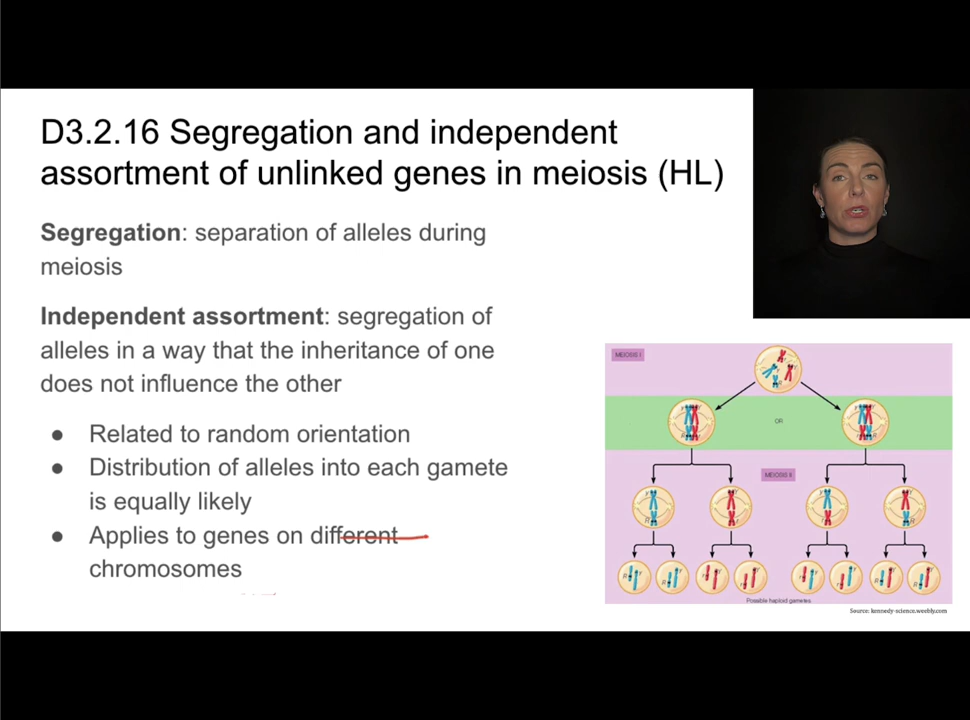 D3.2.16 Segregation and independent
assortment of unlinked genes in meiosis (HL)
Segregation: separation of alleles during
meiosis
Independent assortment: segregation of
alleles in a way that the inheritance of one
does not influence the other
● Related to random orientation
● Distribution of alleles into each gamete
is equally likely
● Applies to genes on different
chromosomes
MEIOSIS I
OR
MEIOSIS II
Possible haploid gametes
Source: kennedy-science.weebly.com